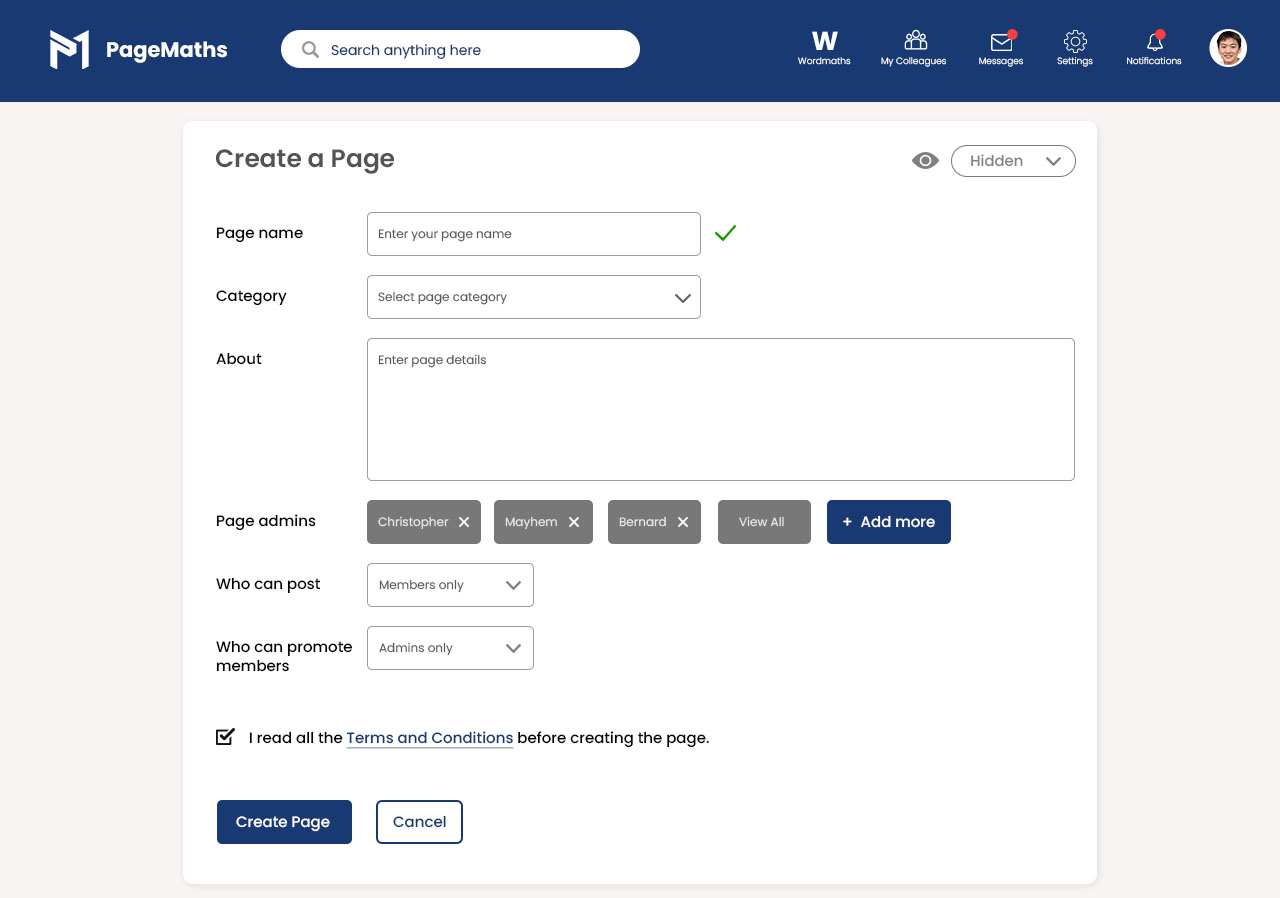 PageMaths
Search anything here
Wordmaths
My Colleagues
Messages
Settings
Notifications
Create a Page
Hidden
Page name
Enter your page name
Category
Select page category
About
Enter page details
Page admins
Christopher
Mayhem
Bernard
View All
+ Add more
Who can post
Members only
Who can promote
members
Admins only
I read all the Terms and Conditions before creating the page.
Create Page
Cancel